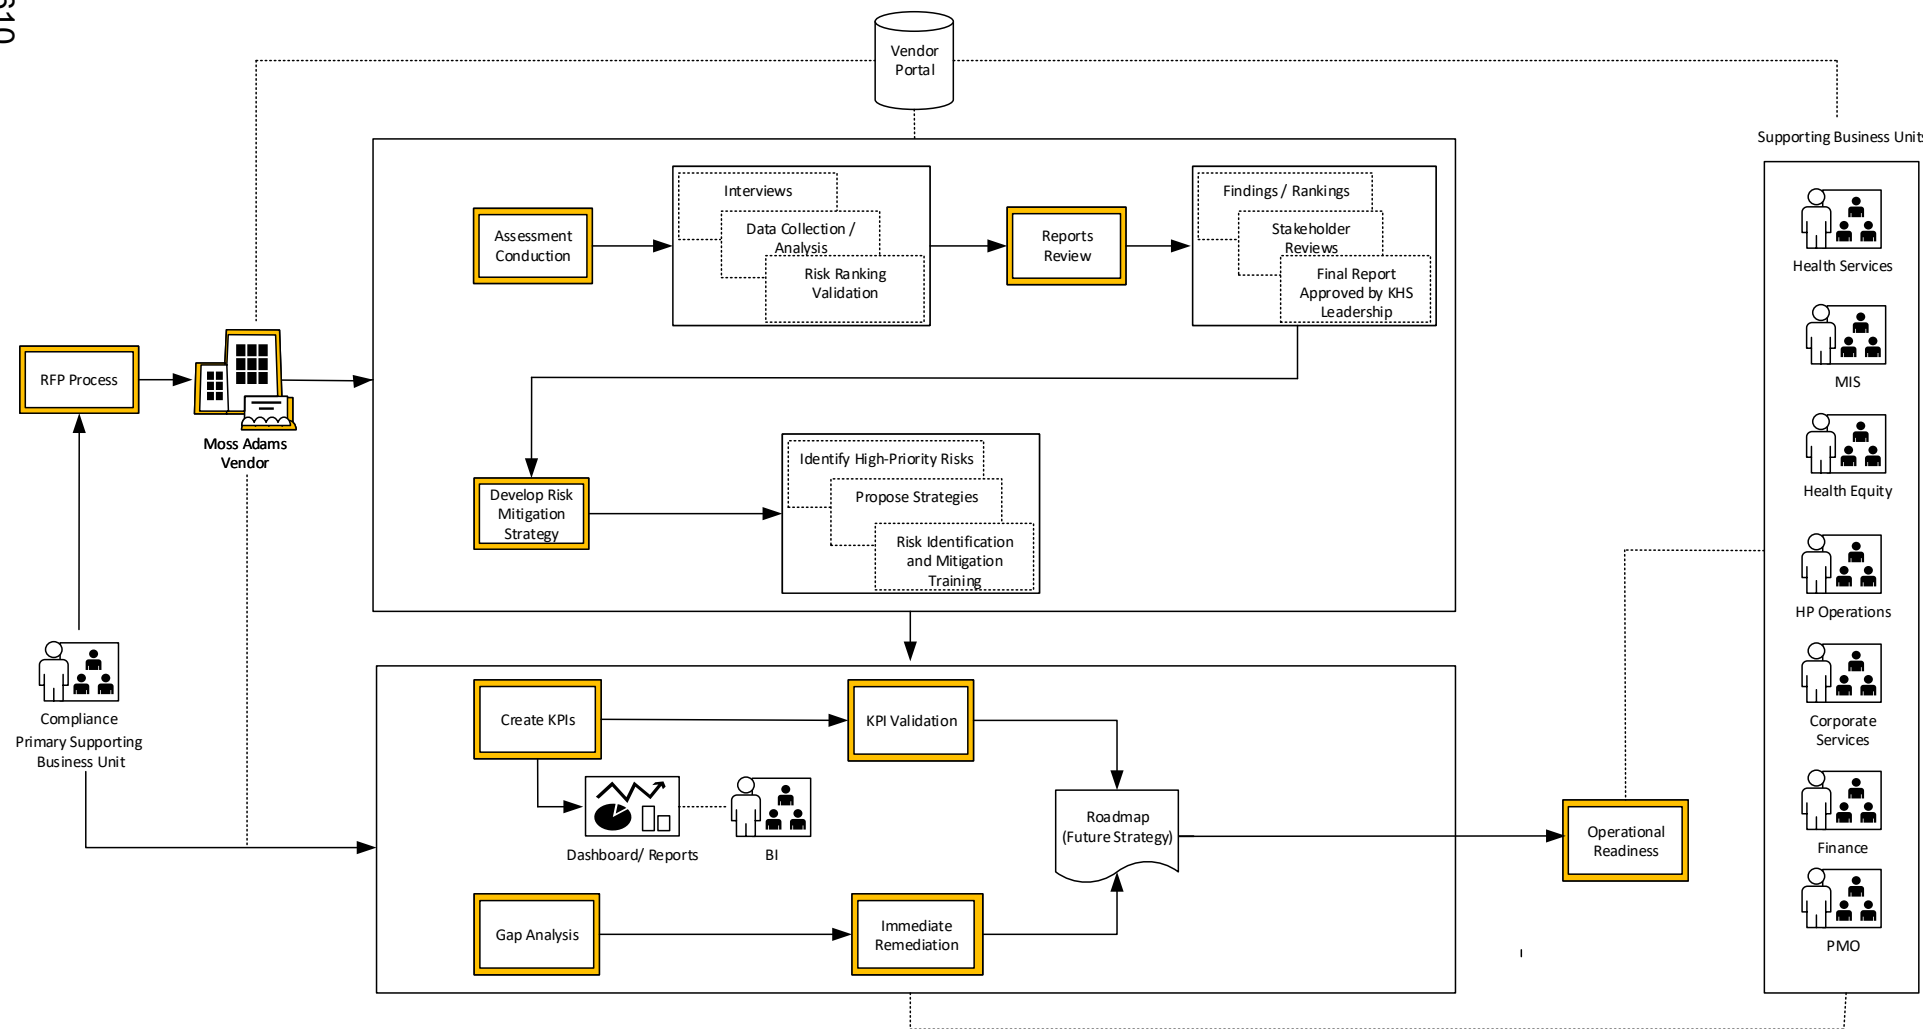 610
Vendor
Portal
Supporting Business Units
Interviews
Data Collection /
Analysis
Risk Ranking
Validation
Findings / Rankings
Stakeholder
Reviews
Final Report
Approved by KHS
Leadership
Assessment
Conduction
Reports
Review
Health Services
RFP Process
Moss Adams
Vendor
MIS
Identify High-Priority Risks
Propose Strategies
Risk Identification
and Mitigation
Training
Develop Risk
Mitigation
Strategy
Health Equity
HP Operations
Compliance
Primary Supporting
Business Unit
Create KPIs
KPI Validation
Corporate
Services
Dashboard/ Reports
BI
Roadmap
(Future Strategy)
Operational
Readiness
Finance
Gap Analysis
Immediate
Remediation
PMO